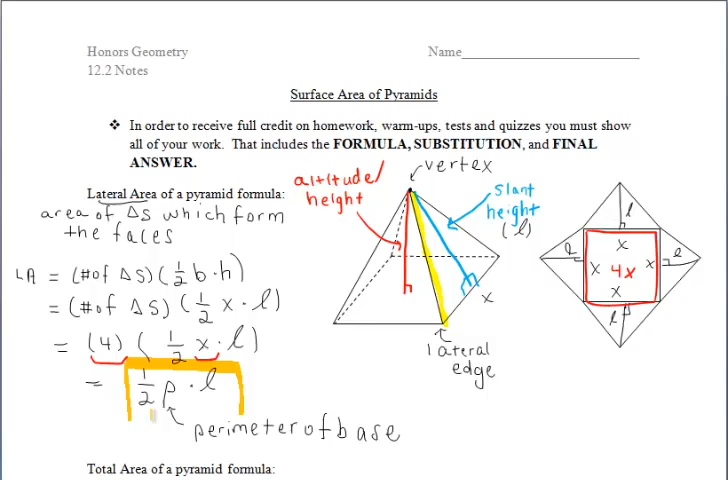 Honors Geometry
Name
12.2 Notes
Surface Area of Pyramids
❖ In order to receive full credit on homework, warm-ups, tests and quizzes you must show
all of your work. That includes the FORMULA, SUBSTITUTION, and FINAL
ANSWER.
vertex
altitude/
height
slant
height
(l)
Lateral Area of a pyramid formula:
area of Δs which form
the faces
LA = (# of Δs)(1/2 b·h)
= (# of Δs)(1/2 x·l)
= (4)(1/2 x·l)
= 1/2 p·l
perimeter of base
x
lateral
edge
l
l
x
x
4x
x
l
x
l
Total Area of a pyramid formula: